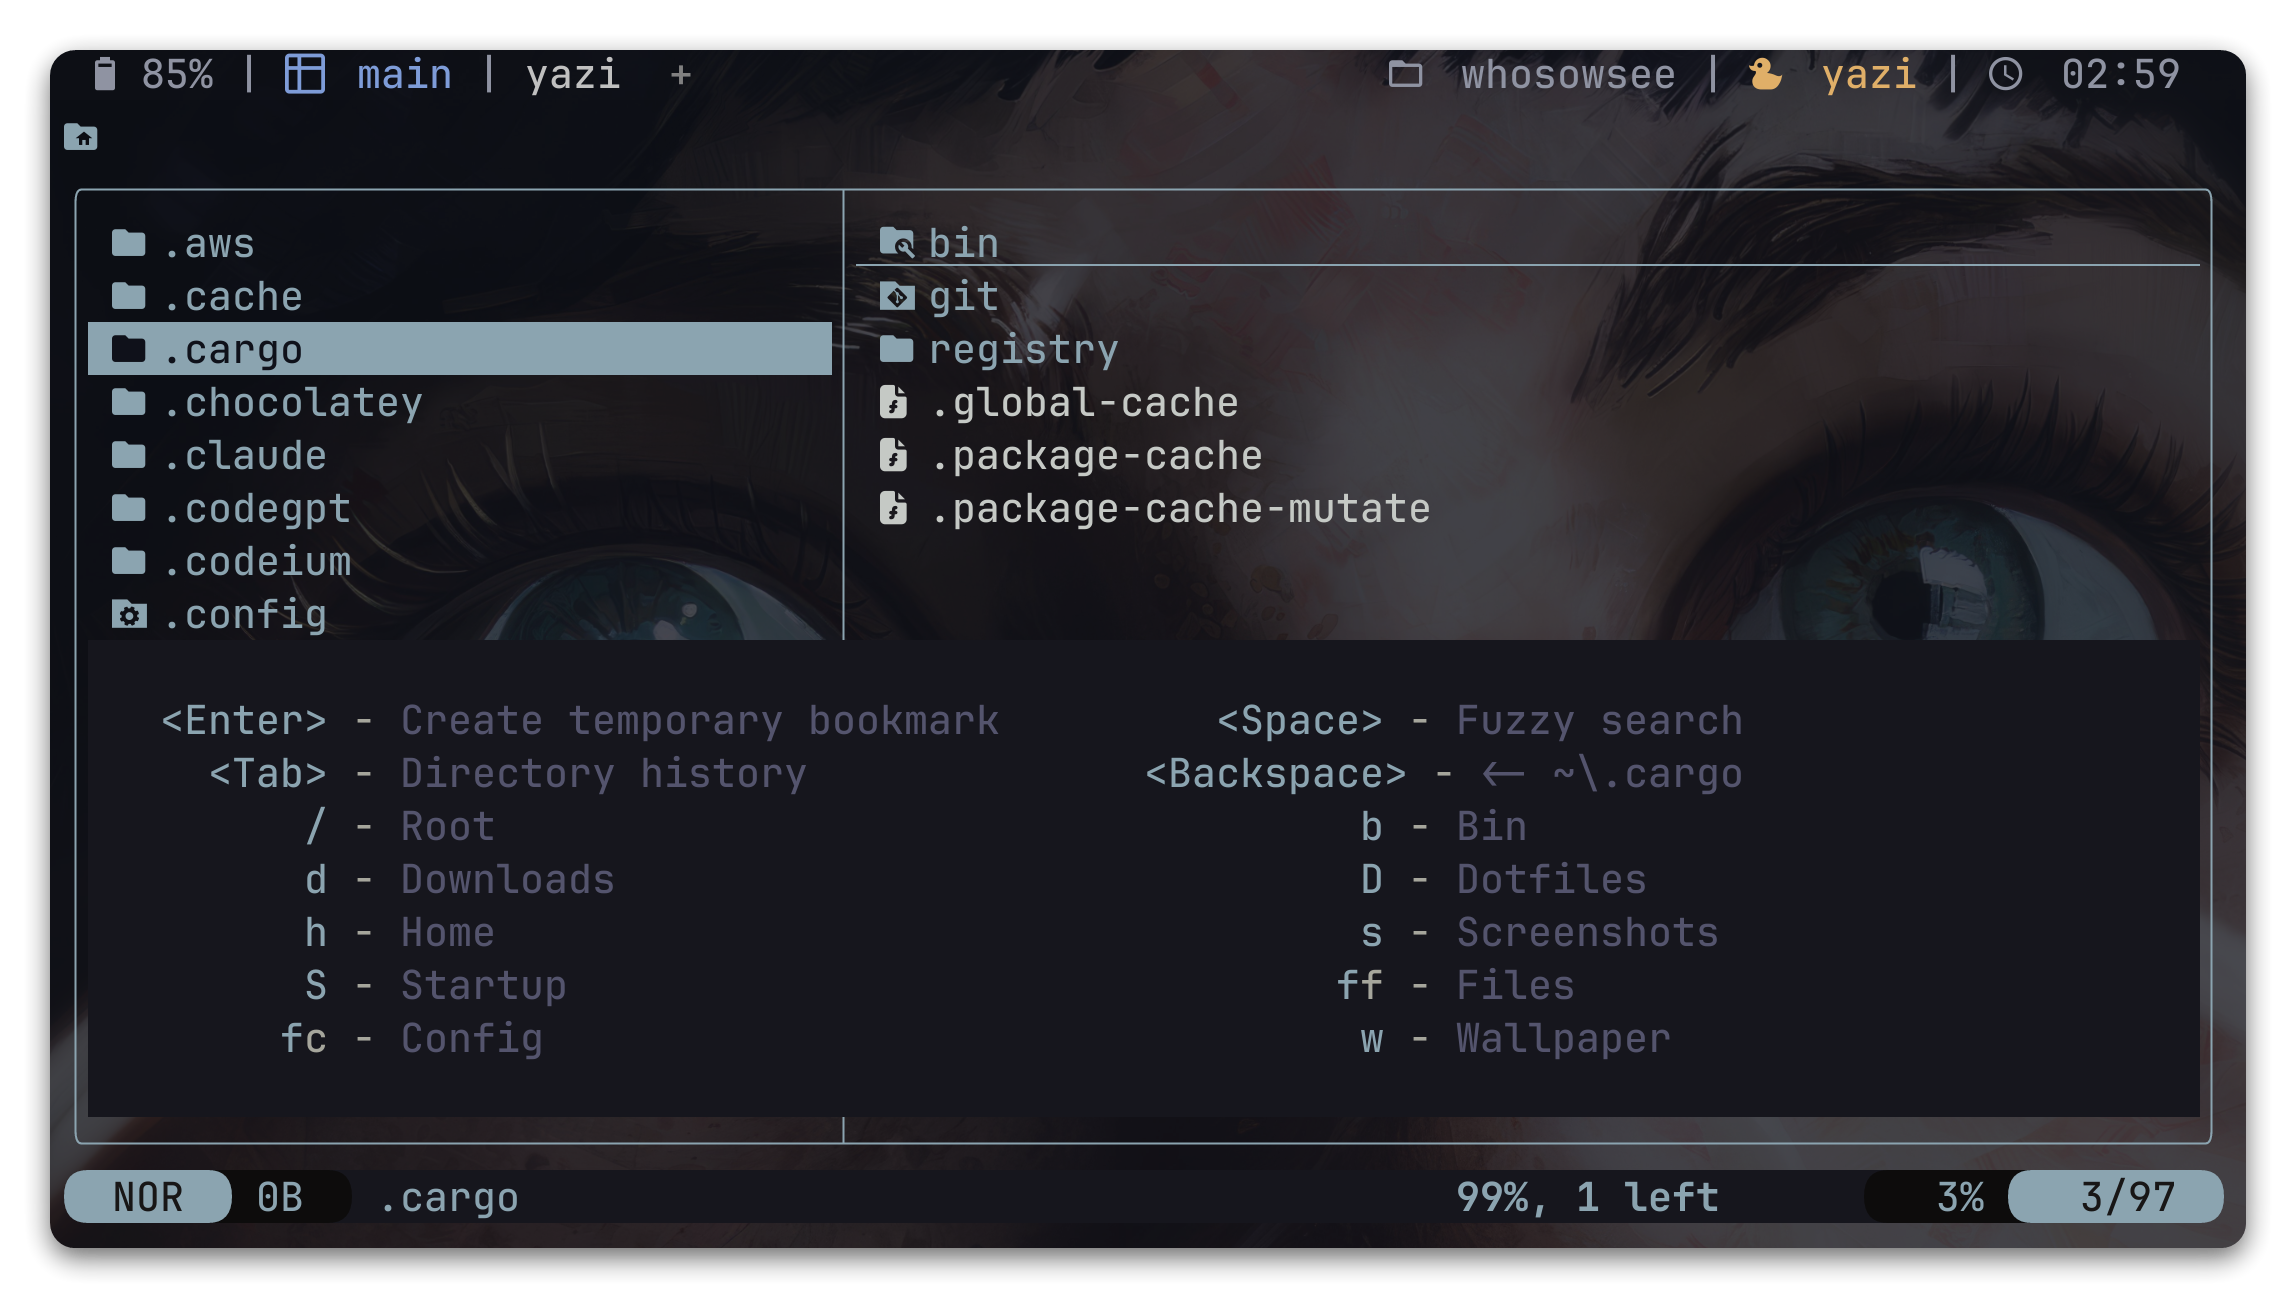 85% | main | yazi + whosowsee | yazi | 02:59
.aws
.cache
.cargo
.chocolatey
.claude
.codegpt
.codeium
.config
bin
git
registry
.global-cache
.package-cache
.package-cache-mutate
<Enter> - Create temporary bookmark <Space> - Fuzzy search
<Tab> - Directory history <Backspace> - <— ~\.cargo
/ - Root b - Bin
d - Downloads D - Dotfiles
h - Home s - Screenshots
S - Startup ff - Files
fc - Config w - Wallpaper
NOR 0B .cargo 99%, 1 left 3% 3/97